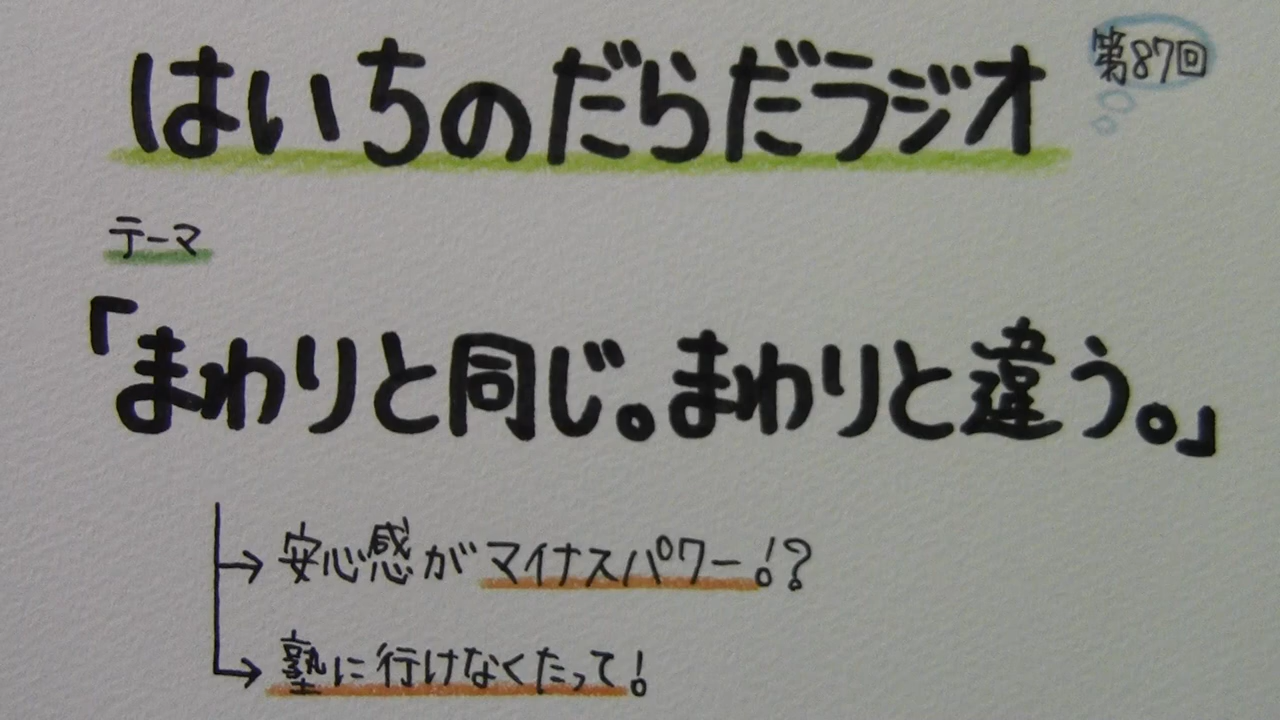 はいちのだらだラジオ
第87回
テーマ
「まわりと同じ。まわりと違う。」
安心感がマイナスパワー!?
塾に行けなくたって!